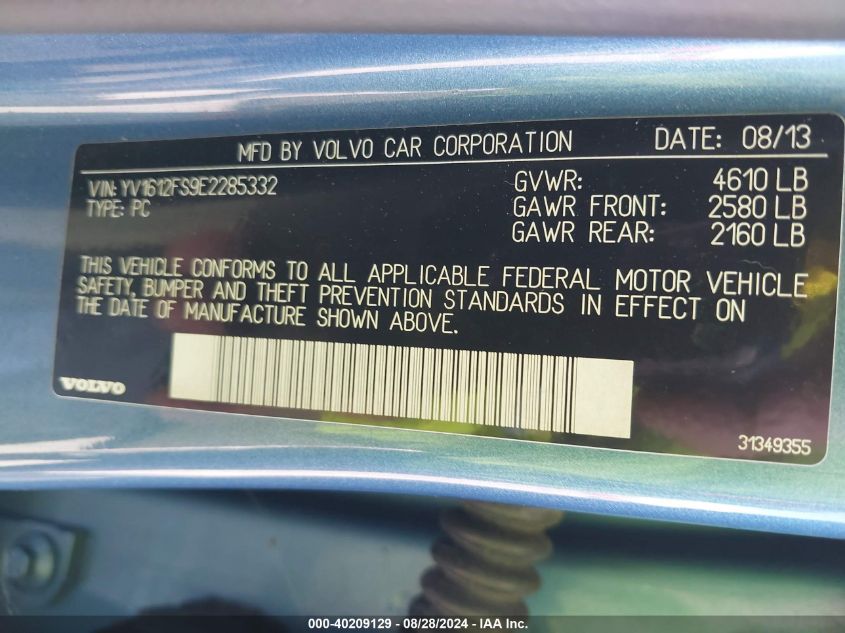 MFD BY VOLVO CAR CORPORATION DATE: 08/13
VIN: YV1612FS9E2285332 GVWR: 4610 LB
TYPE: PC GAWR FRONT: 2580 LB
GAWR REAR: 2160 LB
THIS VEHICLE CONFORMS TO ALL APPLICABLE FEDERAL MOTOR VEHICLE
SAFETY, BUMPER AND THEFT PREVENTION STANDARDS IN EFFECT ON
THE DATE OF MANUFACTURE SHOWN ABOVE.
VOLVO
31349355
000-40209129 - 08/28/2024 - IAA Inc.